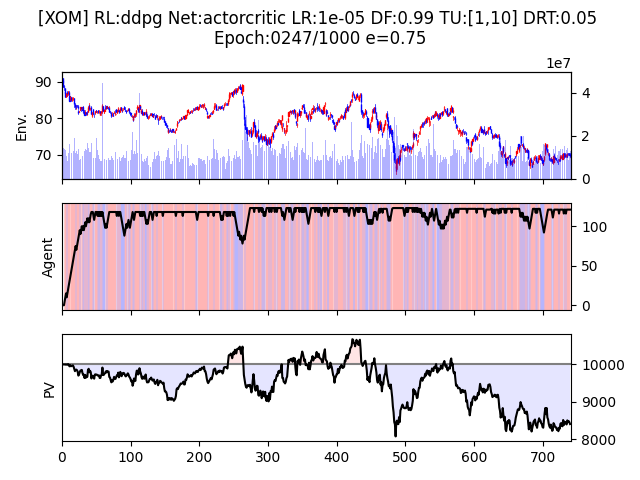 [XOM] RL:ddpg Net:actorcritic LR:1e-05 DF:0.99 TU:[1,10] DRT:0.05
Epoch:0247/1000 e=0.75
1e7
Env.
90
80
70
4
2
0
Agent
100
50
0
PV
10000
9000
8000
0 100 200 300 400 500 600 700